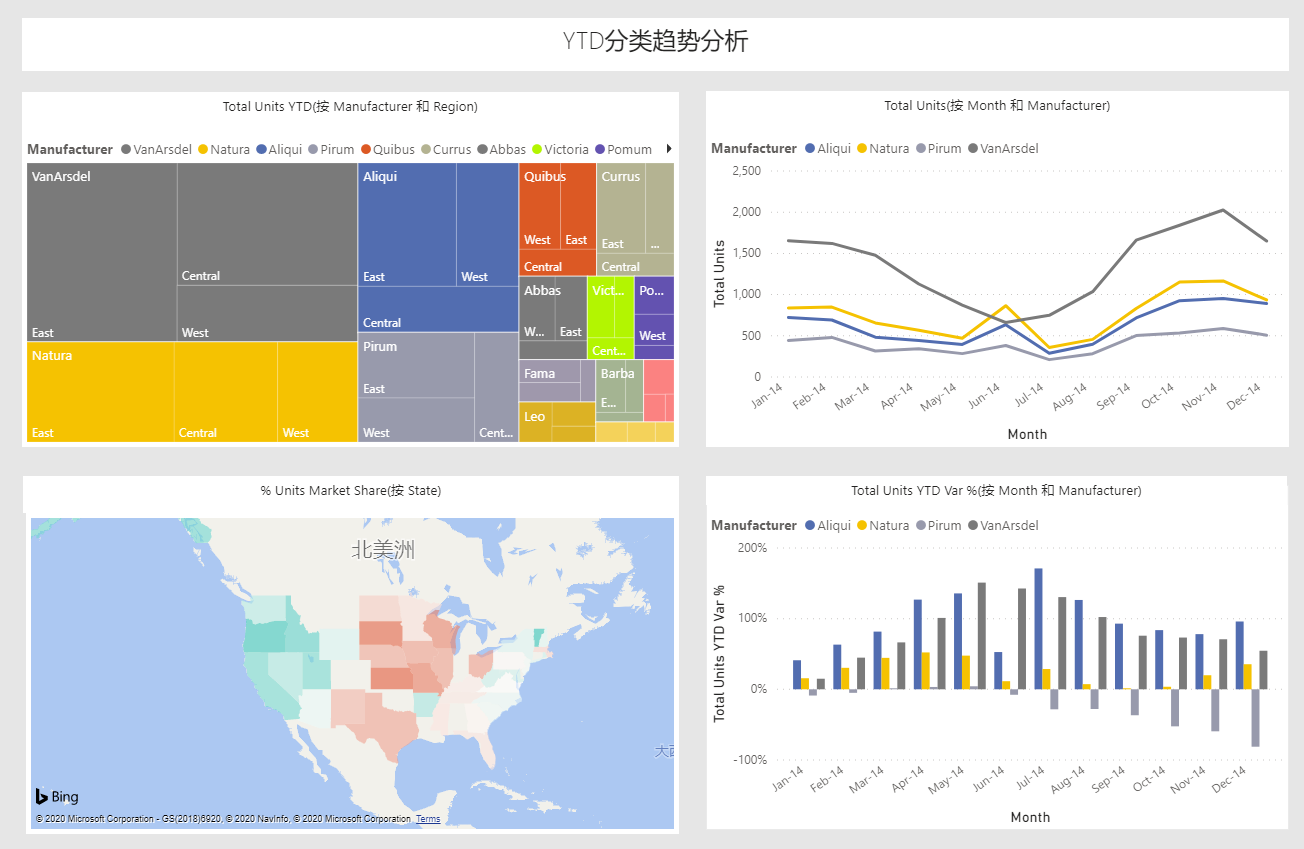 YTD分类趋势分析
Total Units YTD(按 Manufacturer 和 Region)
Manufacturer VanArsdel Natura Aliqui Pirum Quibus Currus Abbas Victoria Pomum
VanArsdel
East
Central
West
Natura
East
Central
West
Aliqui
East
West
Central
Pirum
East
West
Cent...
Quibus
West
East
Central
Currus
East
...
Central
Abbas
W...
East
Vict...
Cent...
Po...
West
Fama
Leo
Barba
E...
Total Units(按 Month 和 Manufacturer)
Manufacturer Aliqui Natura Pirum VanArsdel
Total Units
2,500
2,000
1,500
1,000
500
0
Jan-14
Feb-14
Mar-14
Apr-14
May-14
Jun-14
Jul-14
Aug-14
Sep-14
Oct-14
Nov-14
Dec-14
Month
% Units Market Share(按 State)
北美洲
大西
Bing
© 2020 Microsoft Corporation - GS(2018)6920, © 2020 NavInfo, © 2020 Microsoft Corporation Terms
Total Units YTD Var %(按 Month 和 Manufacturer)
Manufacturer Aliqui Natura Pirum VanArsdel
Total Units YTD Var %
200%
100%
0%
-100%
Jan-14
Feb-14
Mar-14
Apr-14
May-14
Jun-14
Jul-14
Aug-14
Sep-14
Oct-14
Nov-14
Dec-14
Month